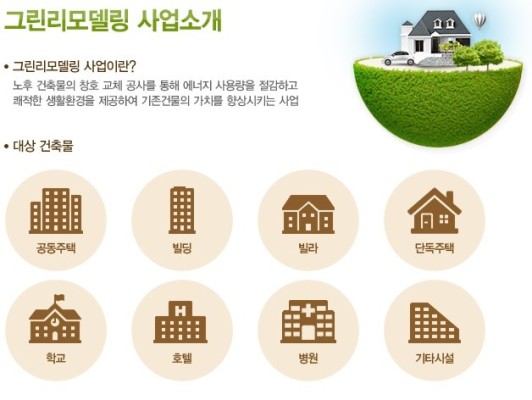 그린리모델링 사업소개
• 그린리모델링 사업이란?
노후 건축물의 창호 교체 공사를 통해 에너지 사용량을 절감하고
쾌적한 생활환경을 제공하여 기존건물의 가치를 향상시키는 사업
• 대상 건축물
공동주택
빌딩
빌라
단독주택
학교
H
호텔
병원
기타시설